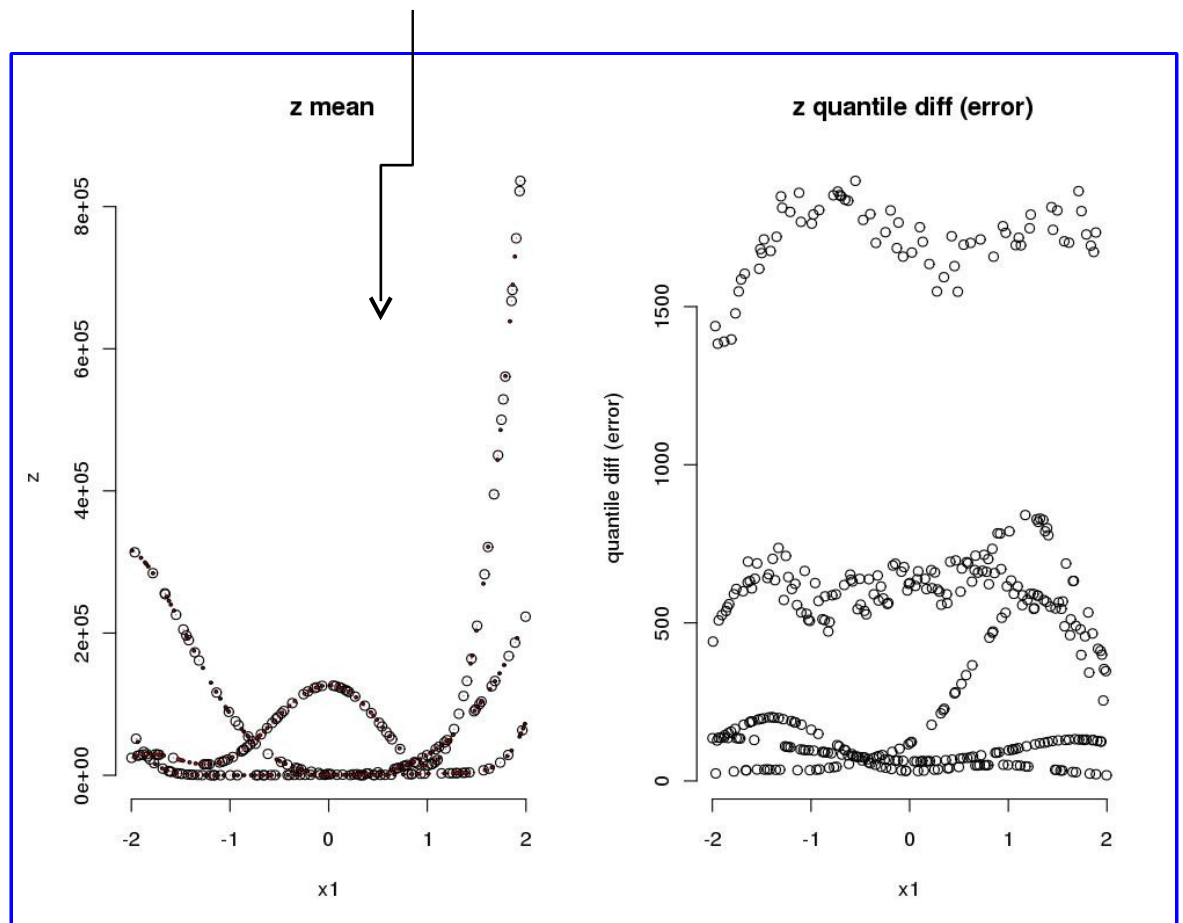 z mean
z quantile diff (error)
8e+05
6e+05
4e+05
2e+05
0e+00
z
-2
-1
0
1
2
x1
1500
1000
500
0
quantile diff (error)
-2
-1
0
1
2
x1